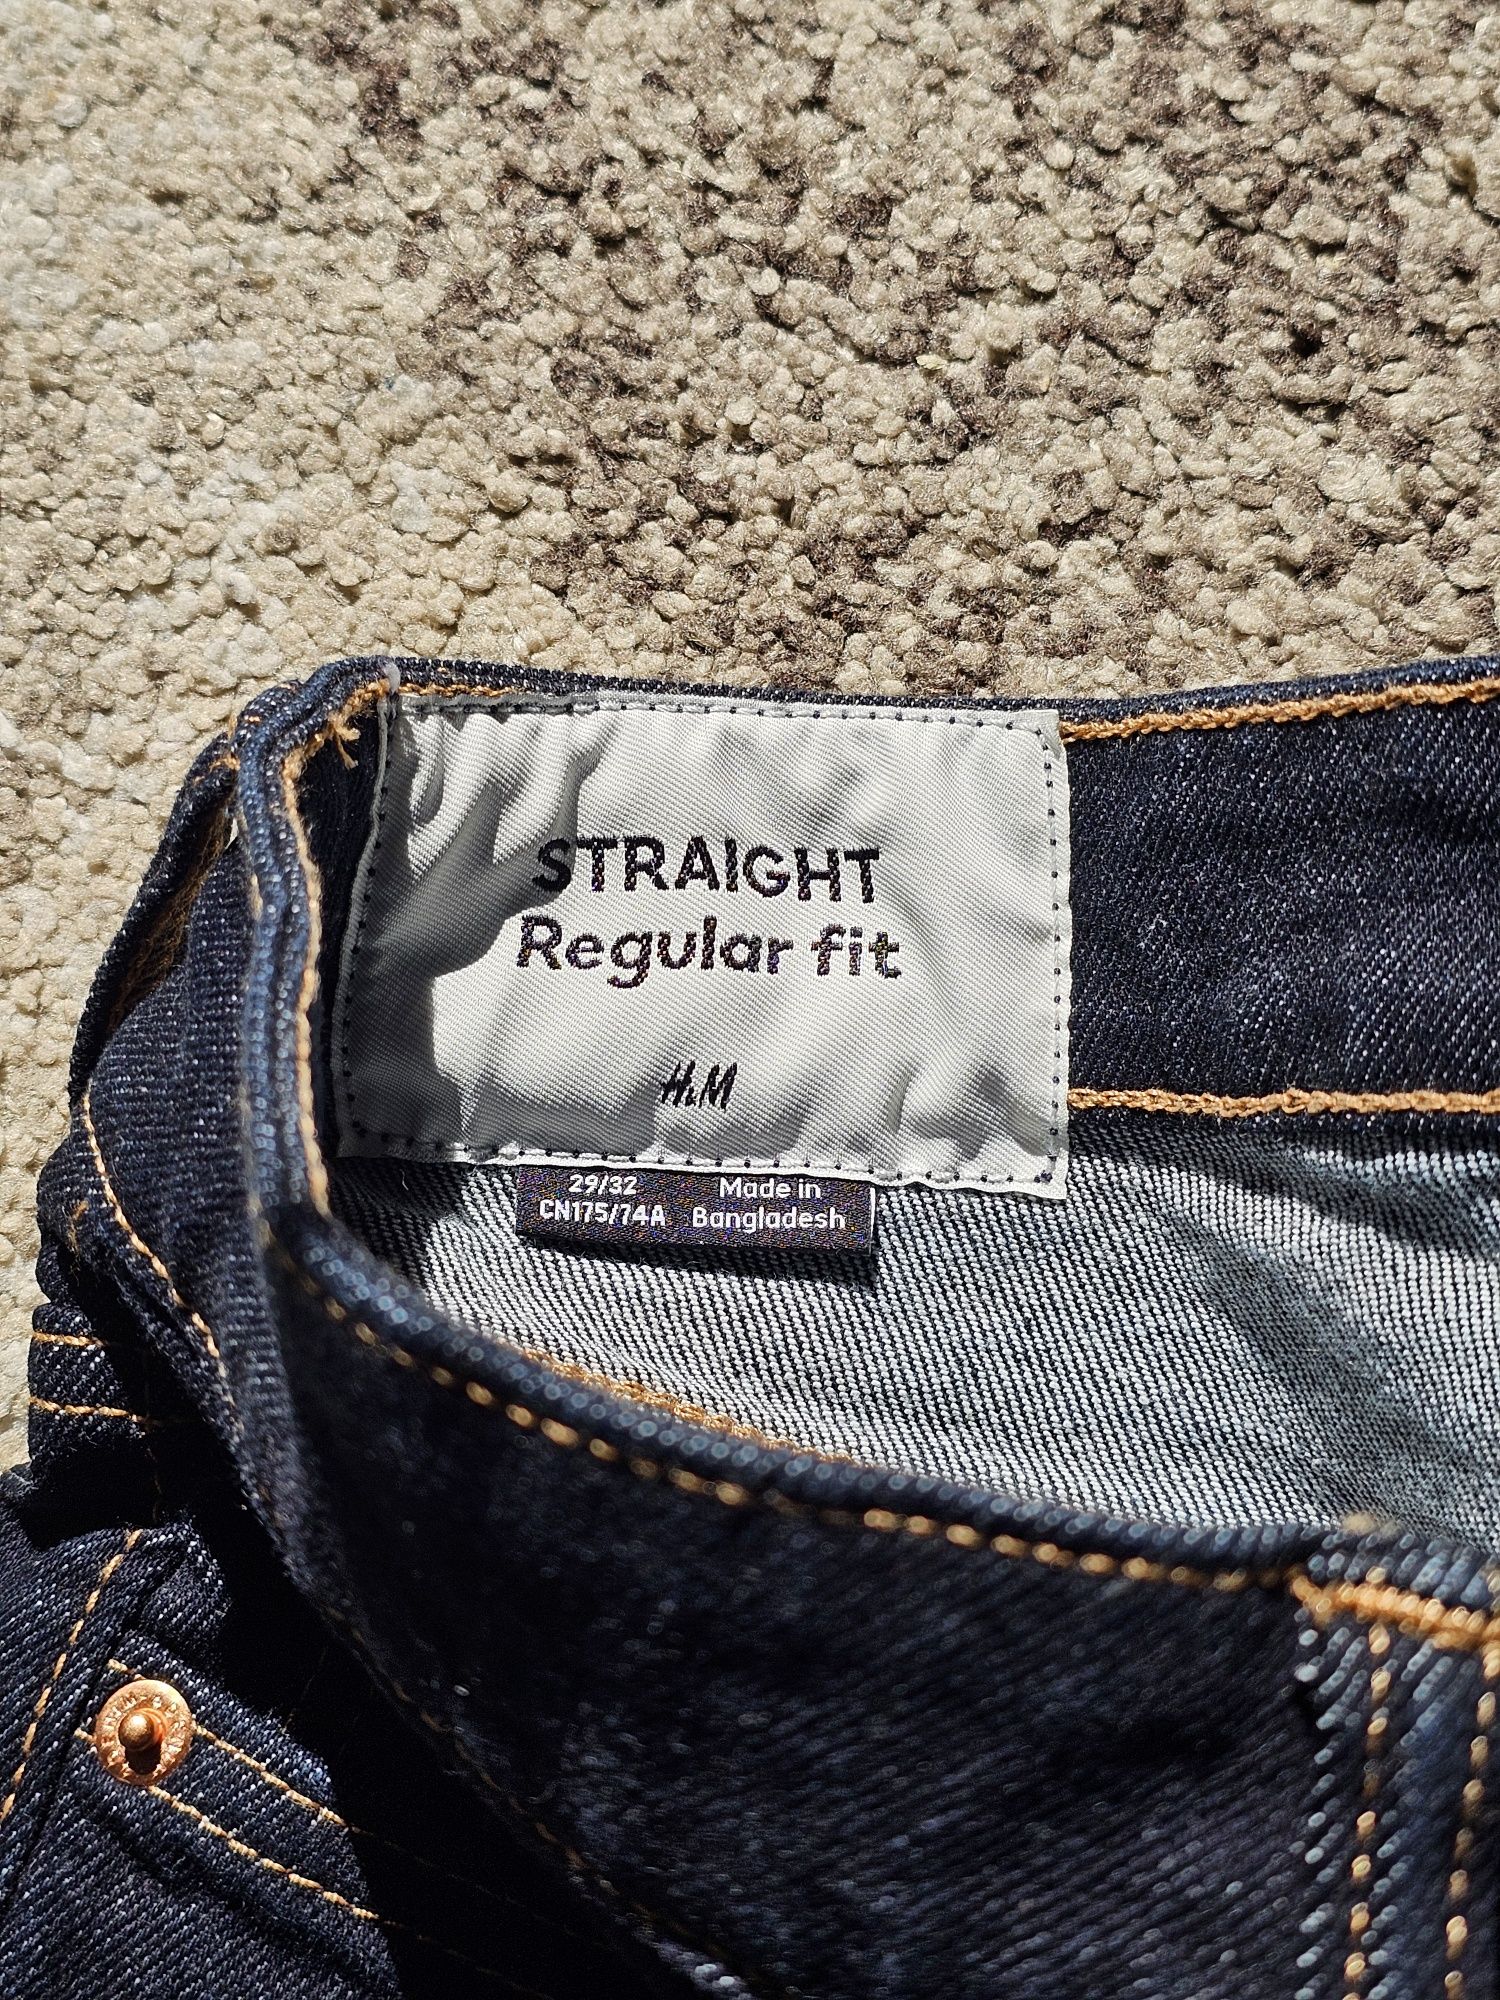 STRAIGHT
Regular fit
H&M
29/32
CN175/74A
Made in
Bangladesh